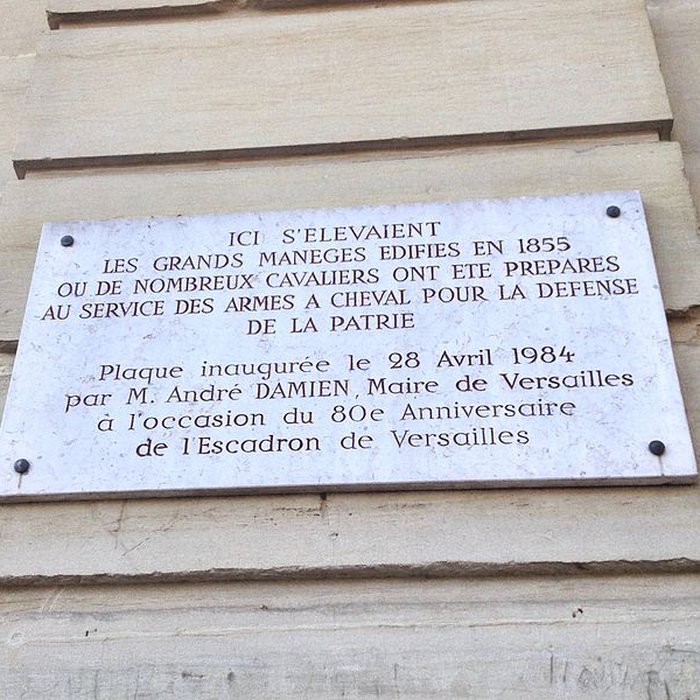 ICI S'ELEVAIENT
LES GRANDS MANEGES EDIFIES EN 1855
OU DE NOMBREUX CAVALIERS ONT ETE PREPARES
AU SERVICE DES ARMES A CHEVAL POUR LA DEFENSE
DE LA PATRIE
Plaque inaugurée le 28 Avril 1984
par M. André DAMIEN, Maire de Versailles
à l'occasion du 80e Anniversaire
de l'Escadron de Versailles